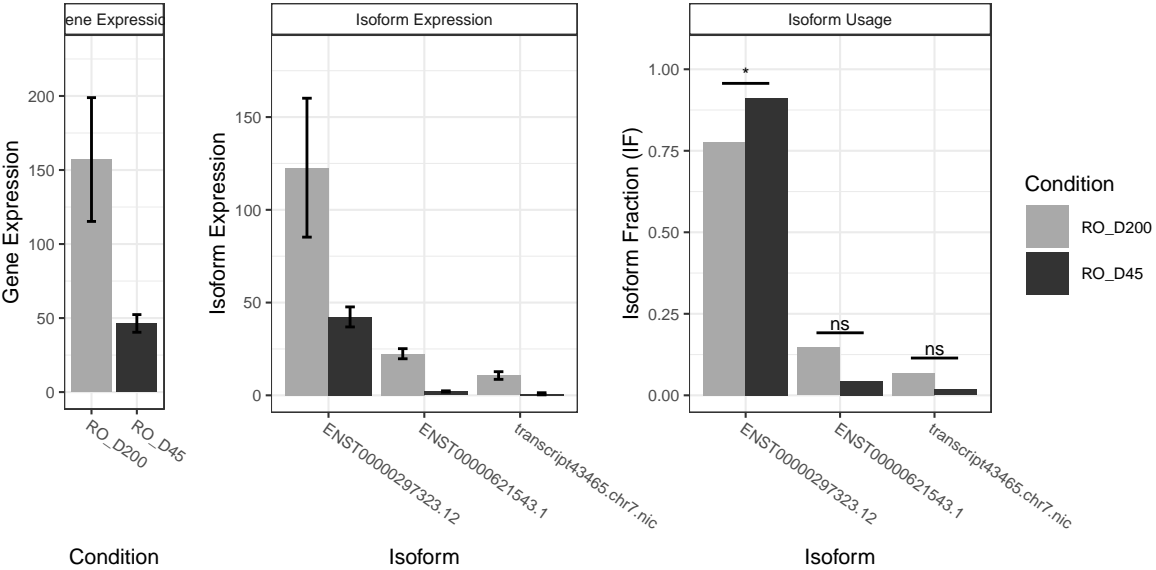 ene Expressio
Gene Expression
200
150
100
50
0
RO_D200
RO_D45
Condition
Isoform Expression
Isoform Expression
150
100
50
0
ENST00000297323.12
ENST00000621543.1
transcript43465.chr7.nic
Isoform
Isoform Usage
Isoform Fraction (IF)
1.00
0.75
0.50
0.25
0.00
*
ns
ns
ENST00000297323.12
ENST00000621543.1
transcript43465.chr7.nic
Isoform
Condition
RO_D200
RO_D45